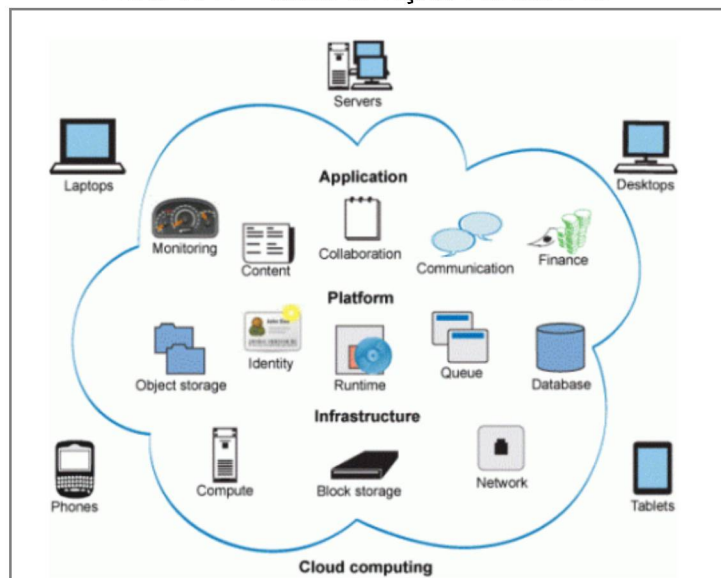 Servers
Laptops
Desktops
Application
Monitoring
Content
Collaboration
Communication
Finance
Platform
Object storage
Identity
Runtime
Queue
Database
Infrastructure
Compute
Block storage
Network
Phones
Tablets
Cloud computing